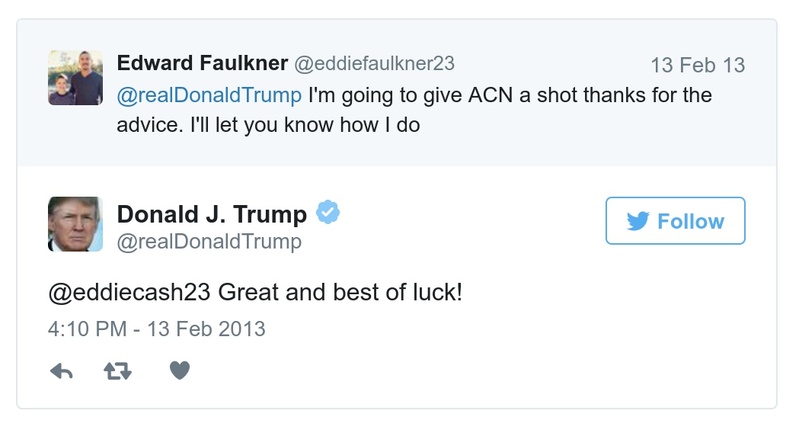 Edward Faulkner @eddiefaulkner23 13 Feb 13
@realDonaldTrump I'm going to give ACN a shot thanks for the
advice. I'll let you know how I do
Donald J. Trump
@realDonaldTrump
Follow
@eddiecash23 Great and best of luck!
4:10 PM - 13 Feb 2013